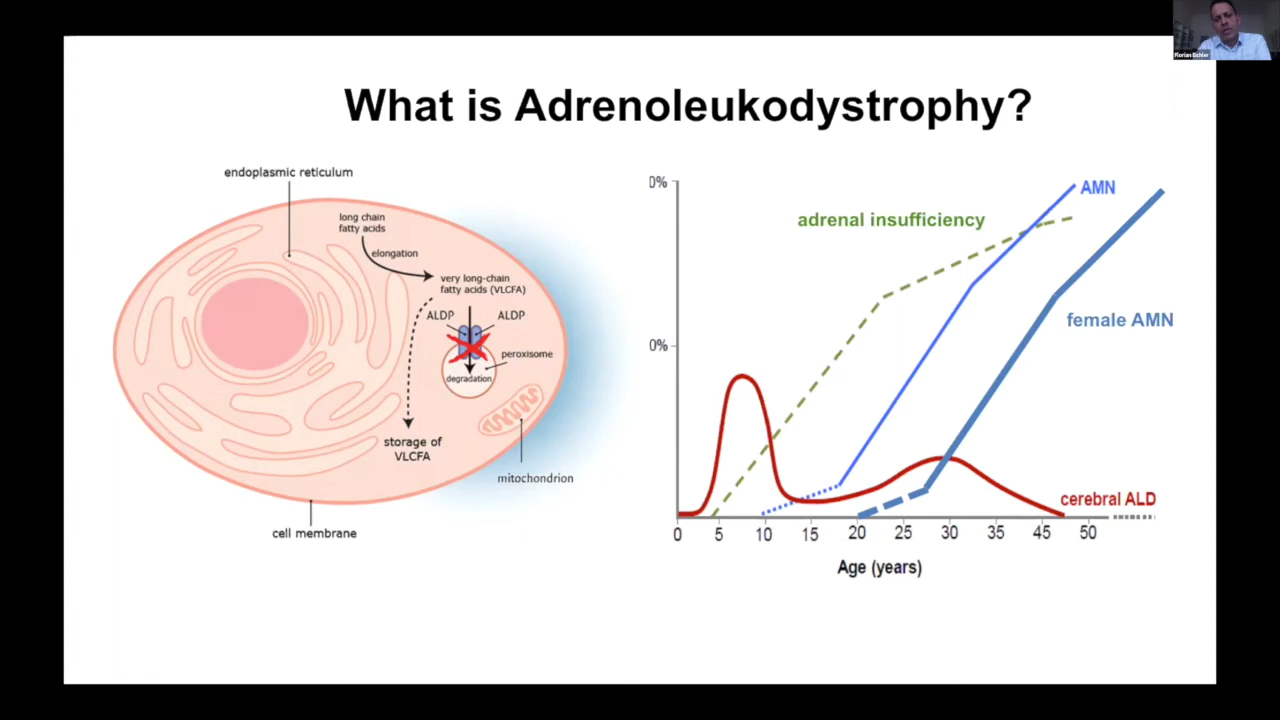 What is Adrenoleukodystrophy?
endoplasmic reticulum
long chain
fatty acids
elongation
very long-chain
fatty acids (VLCFA)
ALDP
ALDP
peroxisome
degradation
storage of
VLCFA
mitochondrion
cell membrane
0%
0%
AMN
adrenal insufficiency
female AMN
cerebral ALD
0
5
10
15
20
25
30
35
45
50
Age (years)